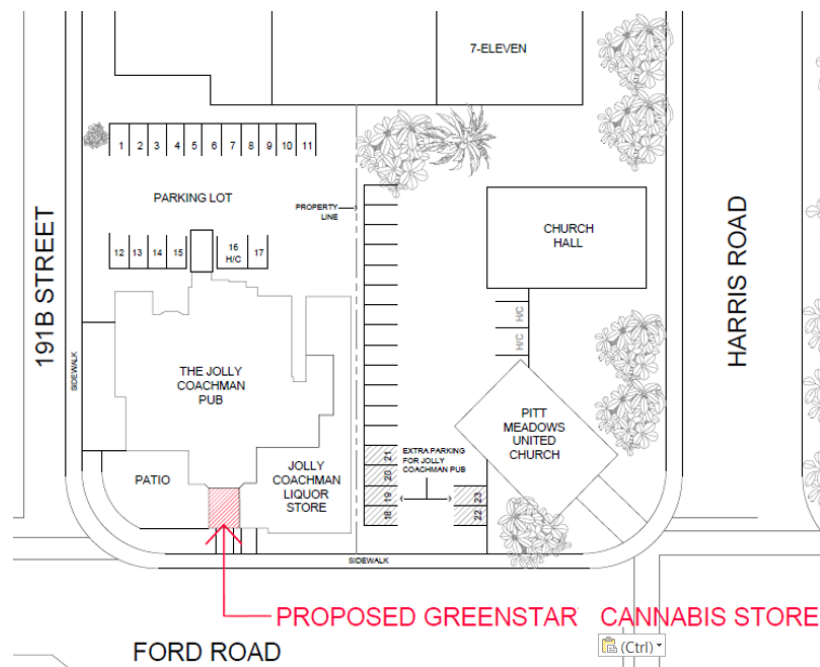 7-ELEVEN
1 2 3 4 5 6 7 8 9 10 11
PARKING LOT
PROPERTY
LINE
191B STREET
HARRIS ROAD
CHURCH
HALL
12 13 14 15 16 17
H/C
H/C
H/C
SIDEWALK
THE JOLLY
COACHMAN
PUB
PITT
MEADOWS
UNITED
CHURCH
EXTRA PARKING
FOR JOLLY
COACHMAN PUB
21
20
19
18
23
22
PATIO
JOLLY
COACHMAN
LIQUOR
STORE
SIDEWALK
PROPOSED GREENSTAR CANNABIS STORE
FORD ROAD
(Ctrl)